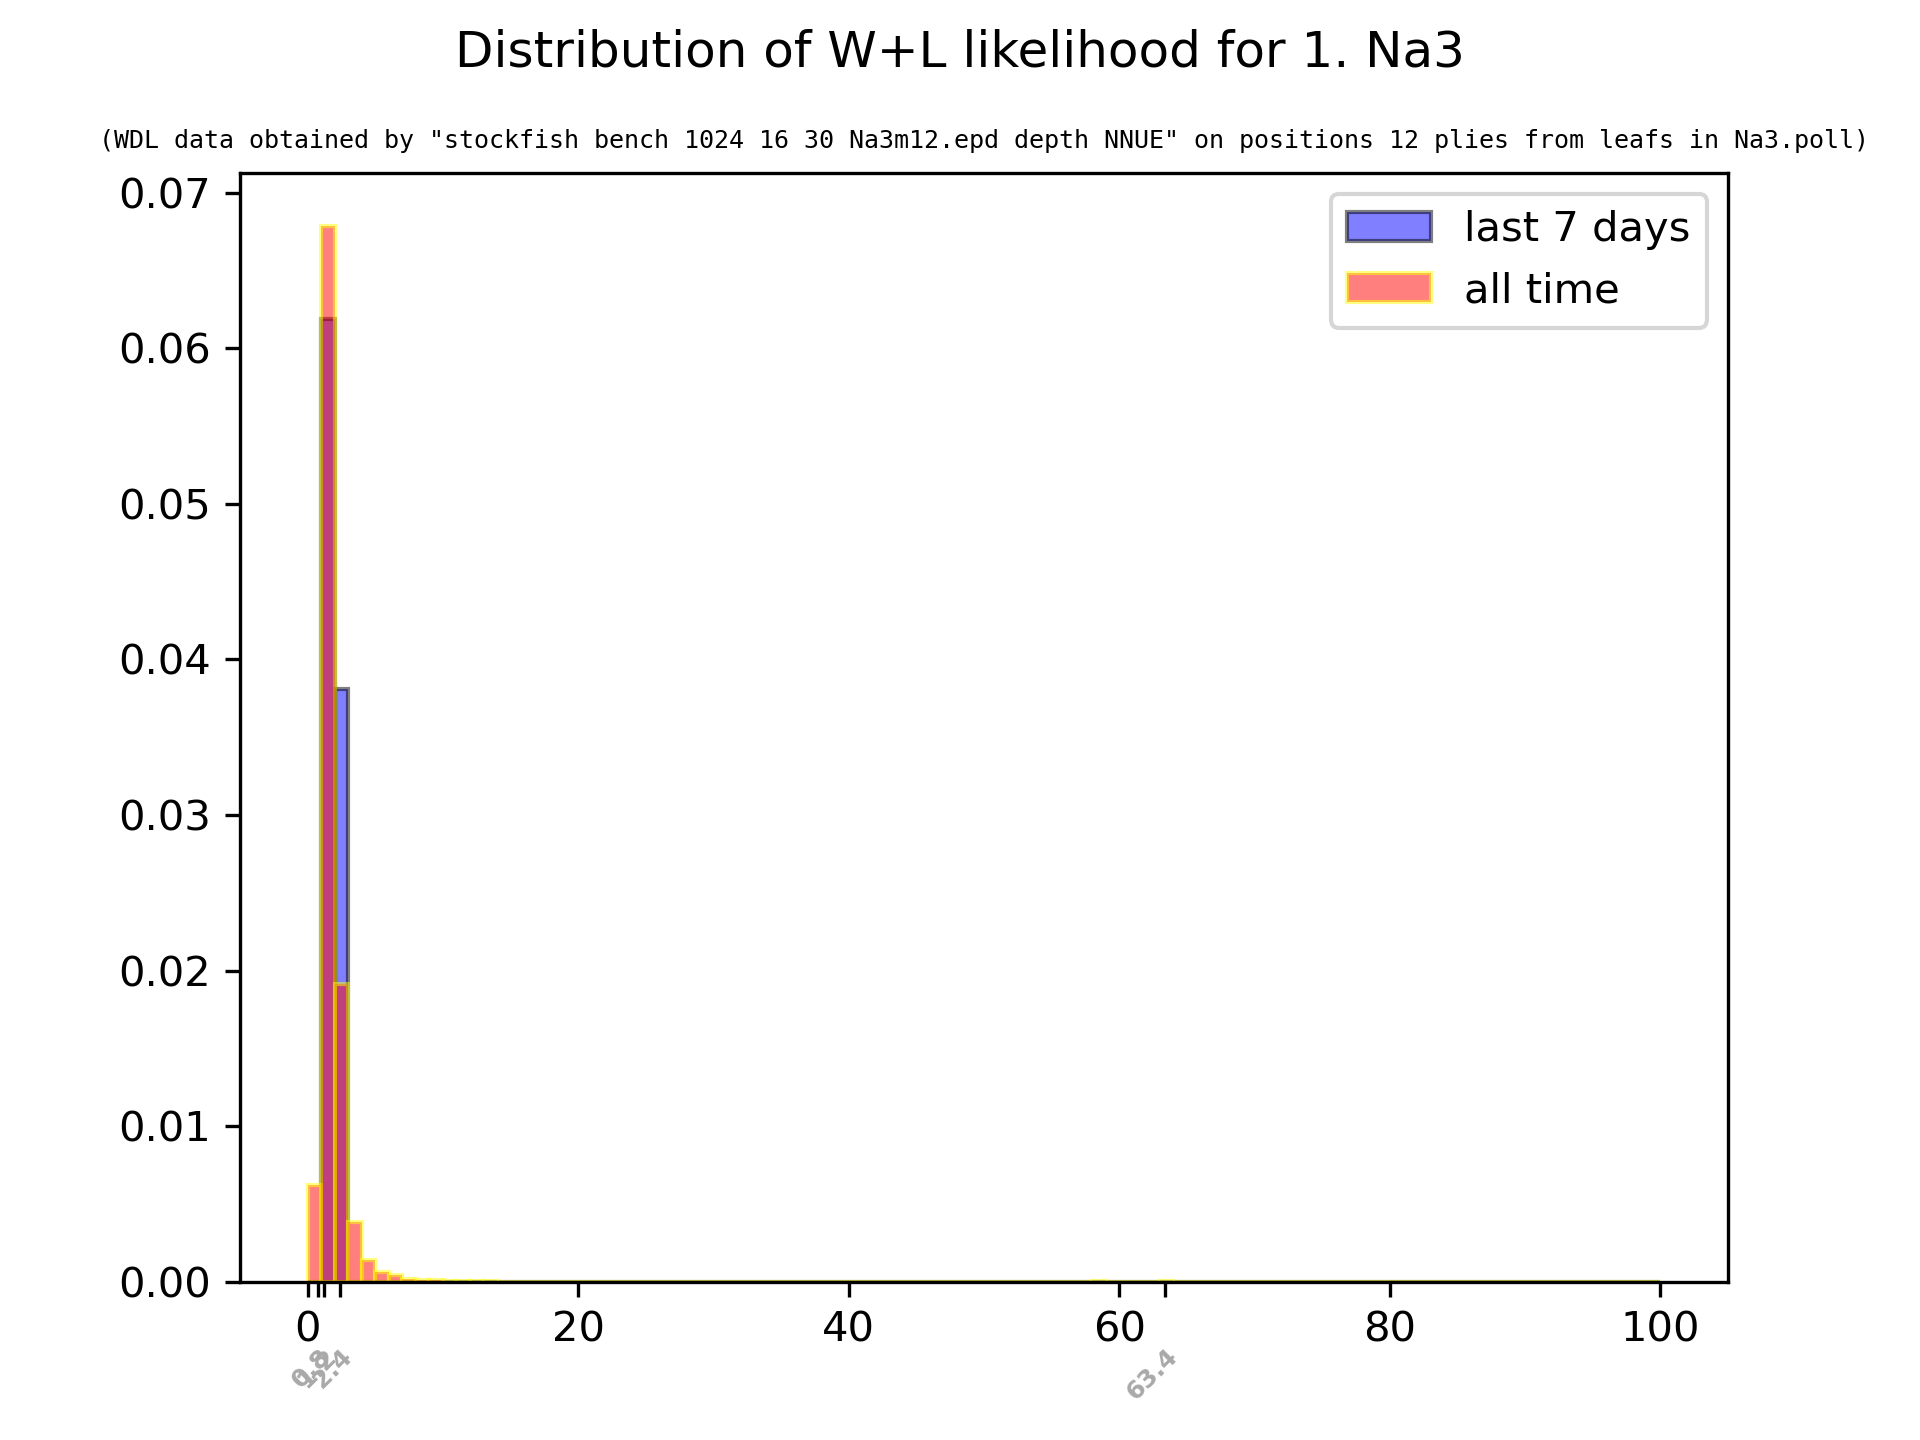 Distribution of W+L likelihood for 1. Na3
(WDL data obtained by "stockfish bench 1024 16 30 Na3m12.epd depth NNUE" on positions 12 plies from leafs in Na3.poll)
last 7 days
all time
0.07
0.06
0.05
0.04
0.03
0.02
0.01
0.00
0 20 40 60 80 100
2.4 63.4